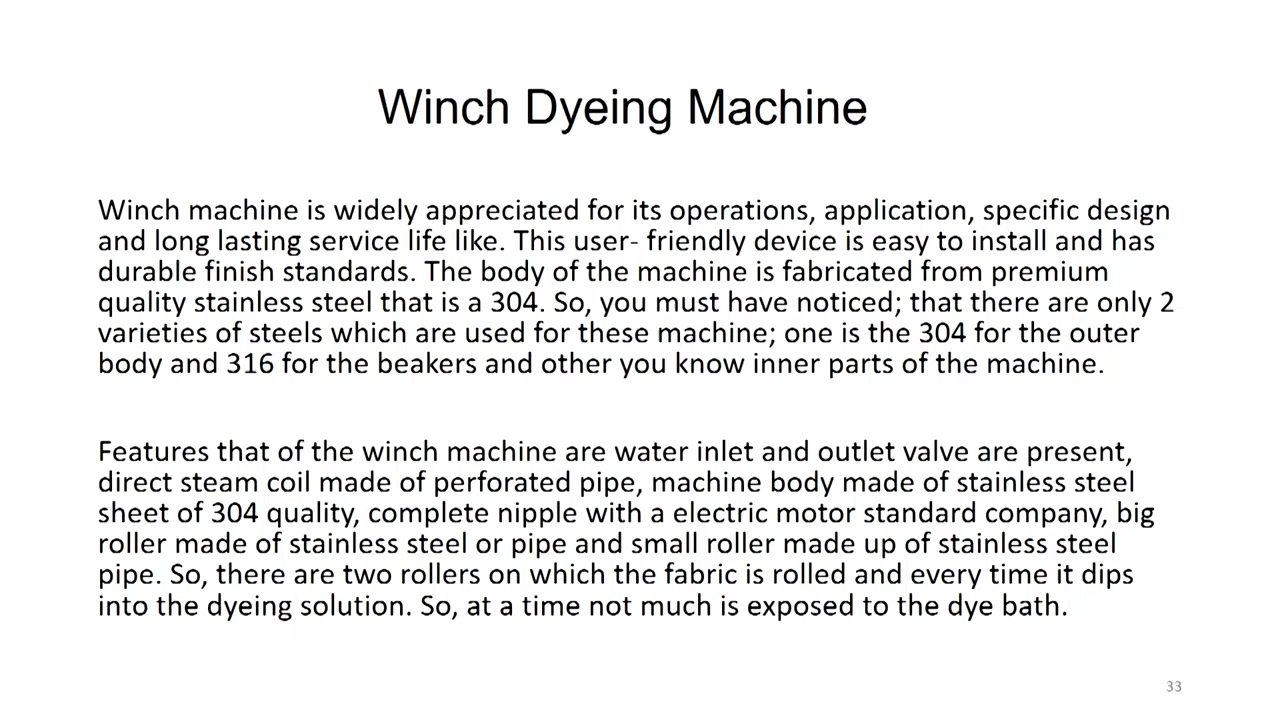 Winch Dyeing Machine
Winch machine is widely appreciated for its operations, application, specific design
and long lasting service life like. This user- friendly device is easy to install and has
durable finish standards. The body of the machine is fabricated from premium
quality stainless steel that is a 304. So, you must have noticed; that there are only 2
varieties of steels which are used for these machine; one is the 304 for the outer
body and 316 for the beakers and other you know inner parts of the machine.
Features that of the winch machine are water inlet and outlet valve are present,
direct steam coil made of perforated pipe, machine body made of stainless steel
sheet of 304 quality, complete nipple with a electric motor standard company, big
roller made of stainless steel or pipe and small roller made up of stainless steel
pipe. So, there are two rollers on which the fabric is rolled and every time it dips
into the dyeing solution. So, at a time not much is exposed to the dye bath.
33